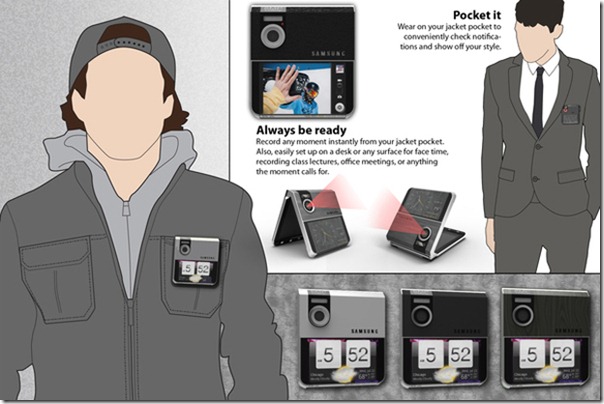 Pocket it
Wear on your jacket pocket to
conveniently check notifica-
tions and show off your style.
SAMSUNG
Always be ready
Record any moment instantly from your jacket pocket.
Also, easily set up on a desk or any surface for face time,
recording class lectures, office meetings, or anything
the moment calls for.
SAMSUNG
5 52
SAMSUNG
5 52
SAMSUNG
5 52
SAMSUNG
5 52